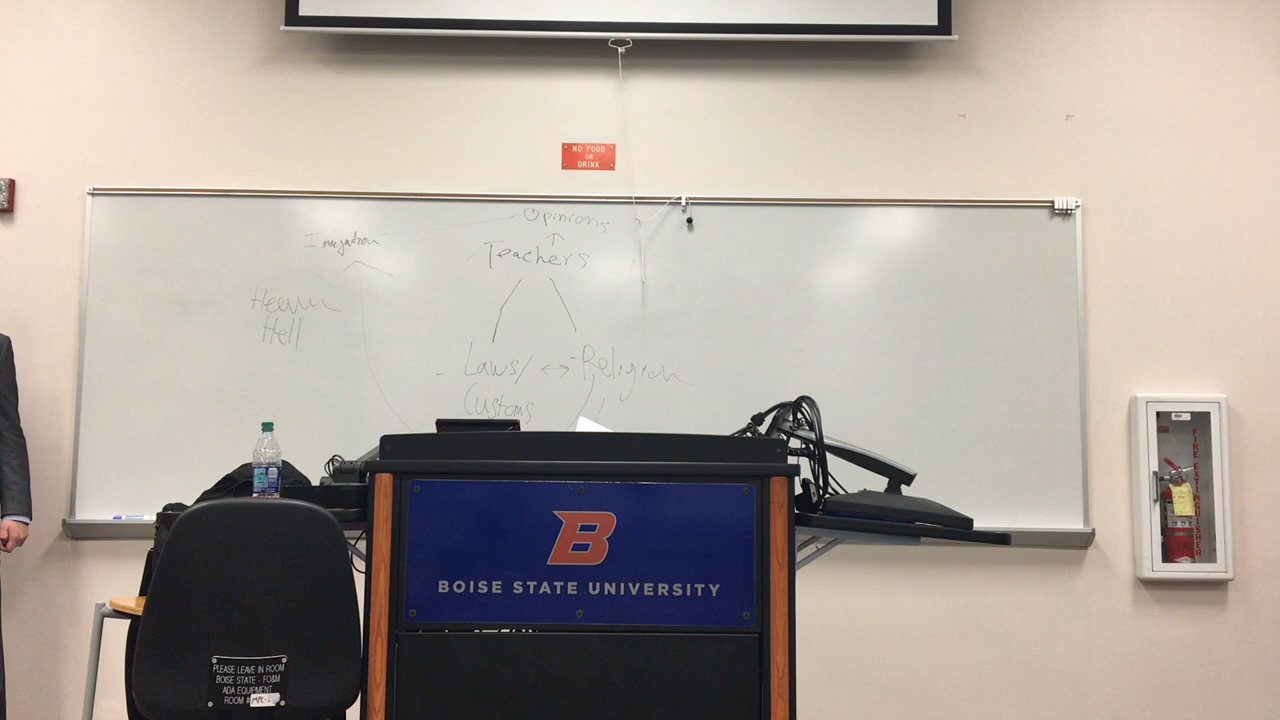 NO FOOD
OR
DRINK
Opinions
Teachers
Heaven
Hell
Laws/ ↔ Religion
Customs
FIRE EXTINGUISHER
B
BOISE STATE UNIVERSITY
PLEASE LEAVE IN ROOM
BOISE STATE - FO&M
ADA EQUIPMENT
ROOM #